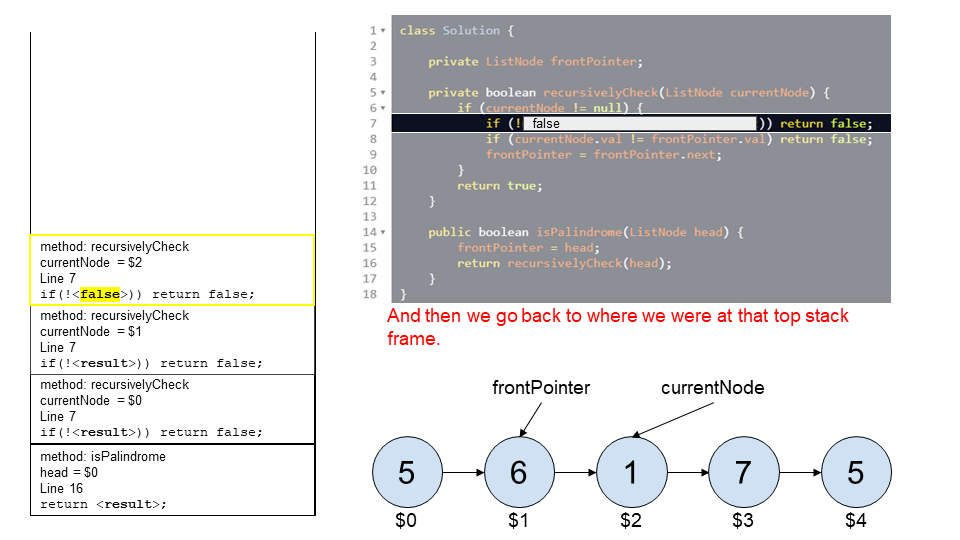 method: recursivelyCheck
currentNode = $2
Line 7
if(!<false>)) return false;
method: recursivelyCheck
currentNode = $1
Line 7
if(!<result>)) return false;
method: recursivelyCheck
currentNode = $0
Line 7
if(!<result>)) return false;
method: isPalindrome
head = $0
Line 16
return <result>;
1 class Solution {
2
3 private ListNode frontPointer;
4
5 private boolean recursivelyCheck(ListNode currentNode) {
6 if (currentNode != null) {
7 if (! false )) return false;
8 if (currentNode.val != frontPointer.val) return false;
9 frontPointer = frontPointer.next;
10 }
11 return true;
12 }
13
14 public boolean isPalindrome(ListNode head) {
15 frontPointer = head;
16 return recursivelyCheck(head);
17 }
18 }
And then we go back to where we were at that top stack
frame.
frontPointer currentNode
5 6 1 7 5
$0 $1 $2 $3 $4